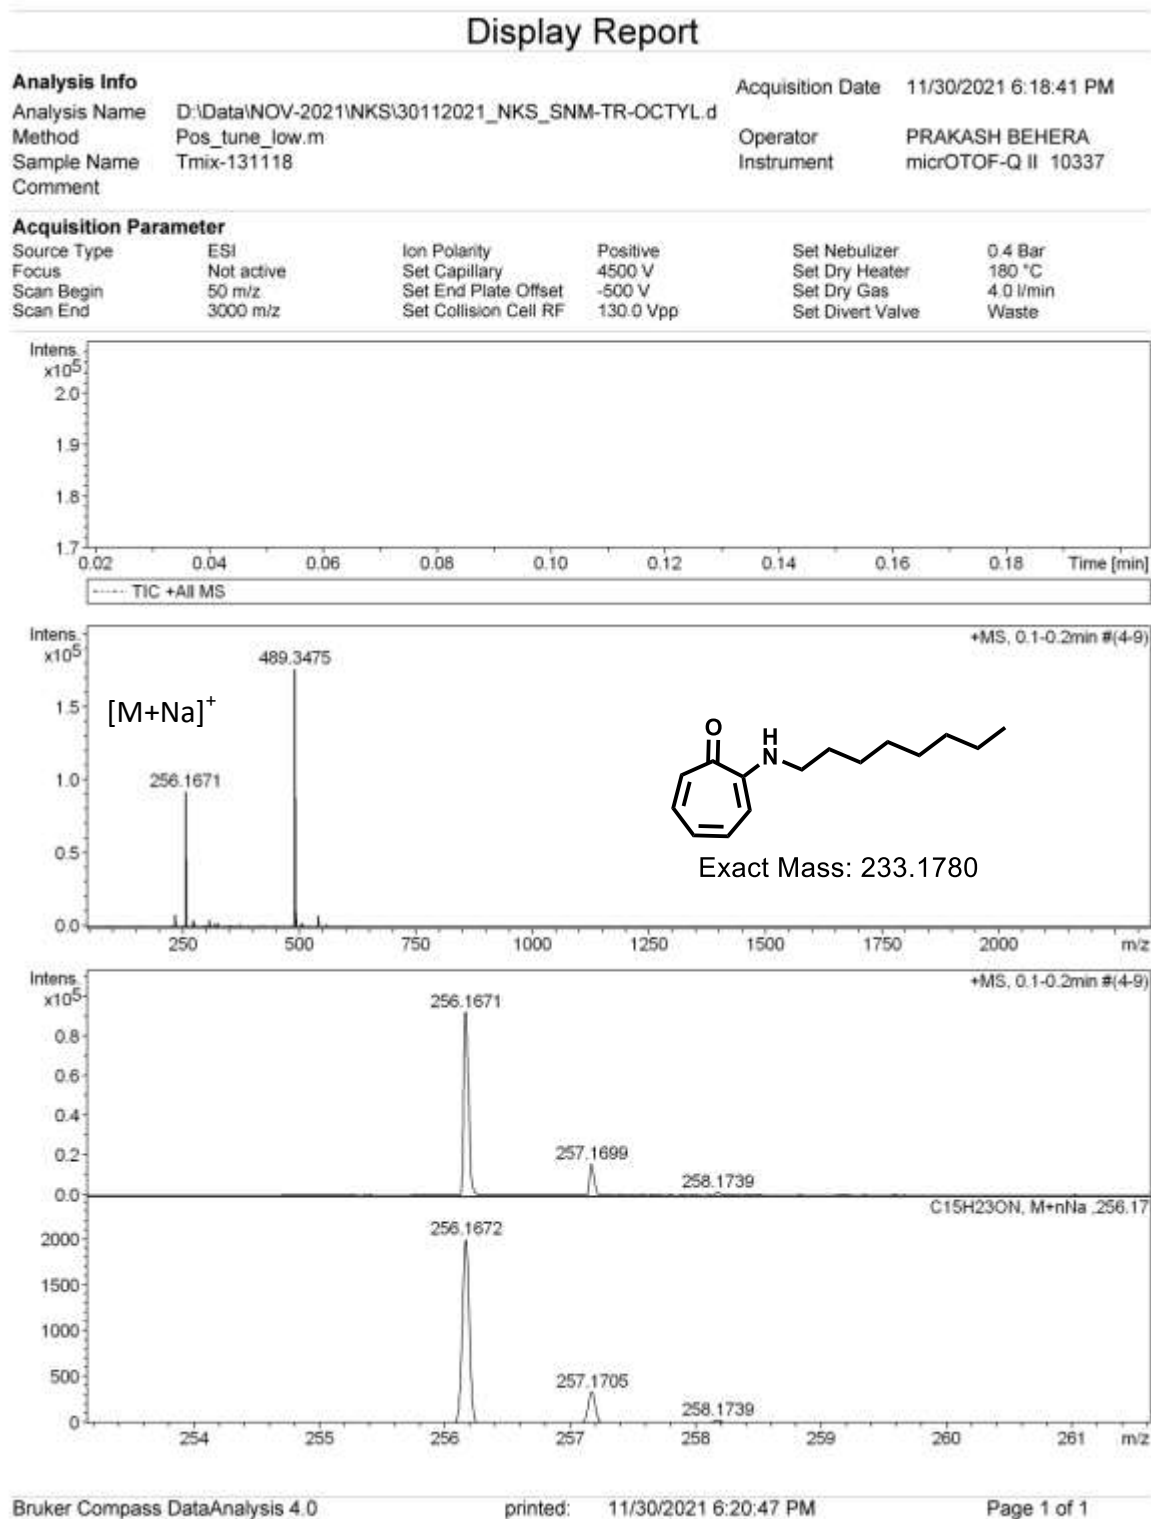 Display Report
Analysis Info
Acquisition Date 11/30/2021 6:18:41 PM
Analysis Name D:\Data\NOV-2021\NKS\30112021_NKS_SNM-TR-OCTYL.d
Method Pos_tune_low.m Operator PRAKASH BEHERA
Sample Name Tmix-131118 Instrument micrOTOF-Q II 10337
Comment
Acquisition Parameter
Source Type ESI Ion Polarity Positive Set Nebulizer 0.4 Bar
Focus Not active Set Capillary 4500 V Set Dry Heater 180 °C
Scan Begin 50 m/z Set End Plate Offset -500 V Set Dry Gas 4.0 l/min
Scan End 3000 m/z Set Collision Cell RF 130.0 Vpp Set Divert Valve Waste
Intens.
x10^5
2.0
1.9
1.8
1.7
0.02 0.04 0.06 0.08 0.10 0.12 0.14 0.16 0.18 Time [min]
TIC +All MS
Intens.
x10^5
+MS, 0.1-0.2min #(4-9)
489.3475
[M+Na]^+
1.5
O
H
N
1.0
256.1671
0.5
Exact Mass: 233.1780
0.0
250 500 750 1000 1250 1500 1750 2000 m/z
Intens.
x10^5
+MS, 0.1-0.2min #(4-9)
256.1671
0.8
0.6
0.4
0.2
257.1699
258.1739
0.0
C15H23ON, M+nNa ,256.17
256.1672
2000
1500
1000
500
257.1705
258.1739
0
254 255 256 257 258 259 260 261 m/z
Bruker Compass DataAnalysis 4.0 printed: 11/30/2021 6:20:47 PM Page 1 of 1